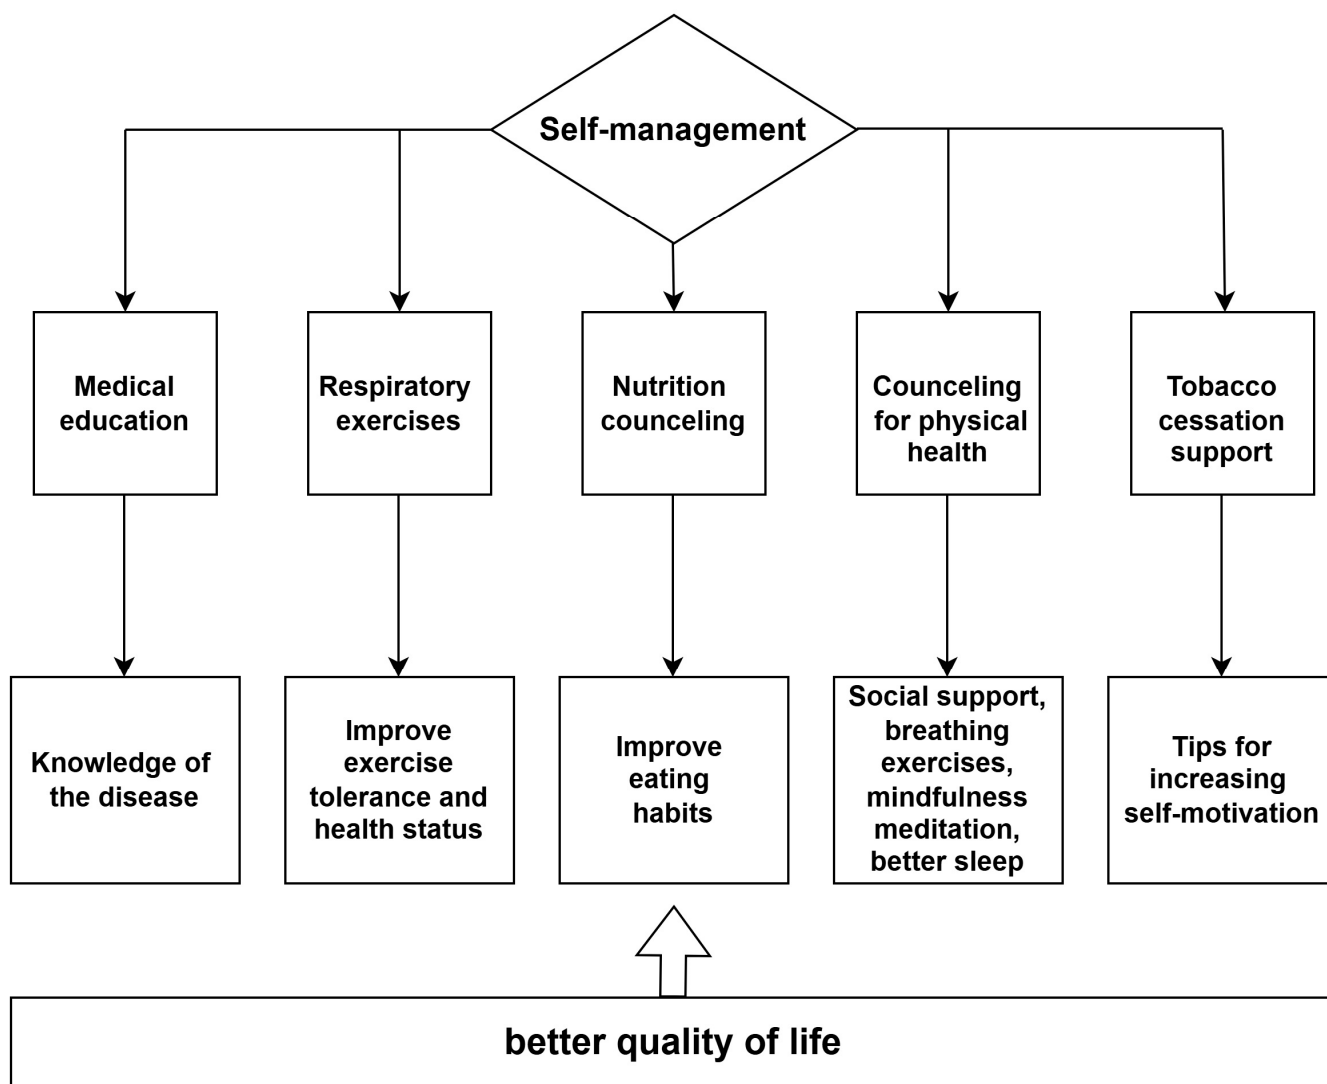 Self-management
Medical
education
Respiratory
exercises
Nutrition
counceling
Counceling
for physical
health
Tobacco
cessation
support
Knowledge of
the disease
Improve
exercise
tolerance and
health status
Improve
eating
habits
Social support,
breathing
exercises,
mindfulness
meditation,
better sleep
Tips for
increasing
self-motivation
better quality of life